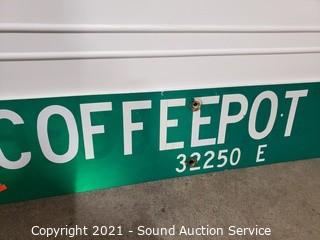 COFFEEPOT
32250 E
Copyright 2021 - Sound Auction Service